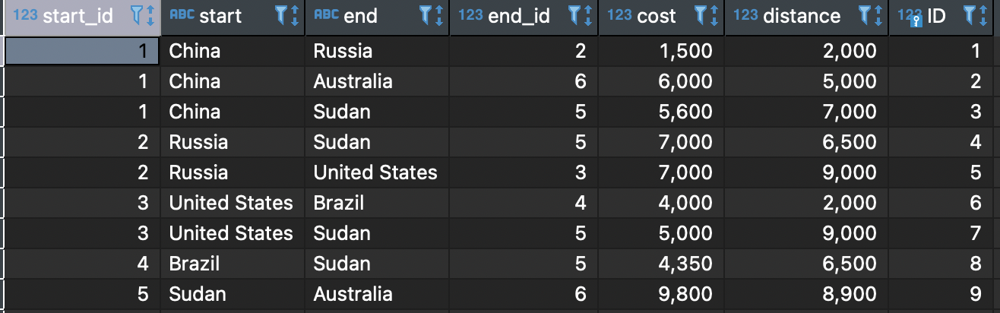 123 start_id ABC start ABC end 123 end_id 123 cost 123 distance 123 ID
1 China Russia 2 1,500 2,000 1
1 China Australia 6 6,000 5,000 2
1 China Sudan 5 5,600 7,000 3
2 Russia Sudan 5 7,000 6,500 4
2 Russia United States 3 7,000 9,000 5
3 United States Brazil 4 4,000 2,000 6
3 United States Sudan 5 5,000 9,000 7
4 Brazil Sudan 5 4,350 6,500 8
5 Sudan Australia 6 9,800 8,900 9